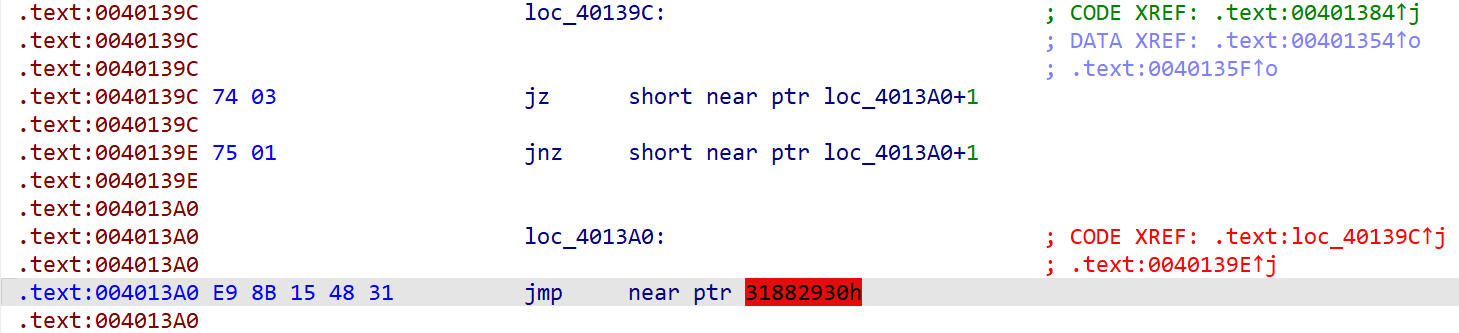 .text:0040139C loc_40139C: ; CODE XREF: .text:00401384↑j
.text:0040139C ; DATA XREF: .text:00401354↑o
.text:0040139C ; .text:0040135F↑o
.text:0040139C 74 03 jz short near ptr loc_4013A0+1
.text:0040139C
.text:0040139E 75 01 jnz short near ptr loc_4013A0+1
.text:0040139E
.text:004013A0
.text:004013A0 loc_4013A0: ; CODE XREF: .text:loc_40139C↑j
.text:004013A0 ; .text:0040139E↑j
.text:004013A0 E9 8B 15 48 31 jmp near ptr 31882930h
.text:004013A0